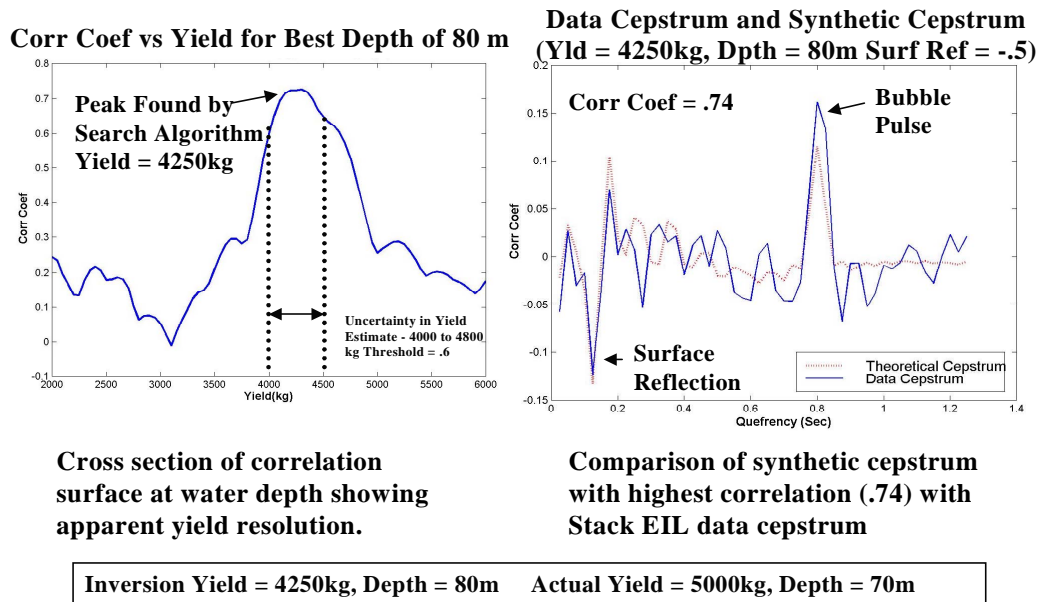 Corr Coef vs Yield for Best Depth of 80 m
Peak Found by
Search Algorithm
Yield = 4250kg
Uncertainty in Yield
Estimate - 4000 to 4800
kg Threshold = .6
Corr Coef
0.8
0.7
0.6
0.5
0.4
0.3
0.2
0.1
0
-0.1
2000
2500
3000
3500
4000
4500
5000
5500
6000
Yield(kg)
Data Cepstrum and Synthetic Cepstrum
(Yld = 4250kg, Dpth = 80m Surf Ref = -.5)
Corr Coef = .74
Bubble
Pulse
Surface
Reflection
Theoretical Cepstrum
Data Cepstrum
Corr Coef
0.2
0.15
0.1
0.05
0
-0.05
-0.1
-0.15
0
0.2
0.4
0.6
0.8
1
1.2
1.4
Quefrency (Sec)
Cross section of correlation
surface at water depth showing
apparent yield resolution.
Comparison of synthetic cepstrum
with highest correlation (.74) with
Stack EIL data cepstrum
Inversion Yield = 4250kg, Depth = 80m Actual Yield = 5000kg, Depth = 70m